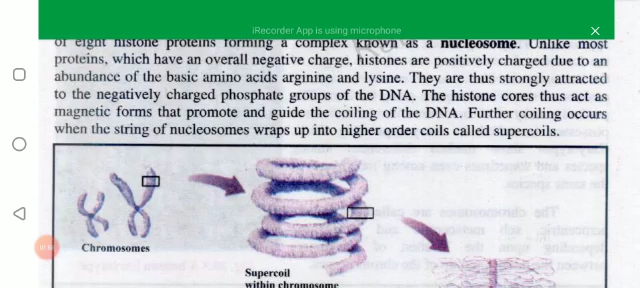 iRecorder App is using microphone
of eight histone proteins forming a complex known as a nucleosome. Unlike most
proteins, which have an overall negative charge, histones are positively charged due to an
abundance of the basic amino acids arginine and lysine. They are thus strongly attracted
to the negatively charged phosphate groups of the DNA. The histone cores thus act as
magnetic forms that promote and guide the coiling of the DNA. Further coiling occurs
when the string of nucleosomes wraps up into higher order coils called supercoils.
Chromosomes
Supercoil
within chromosome